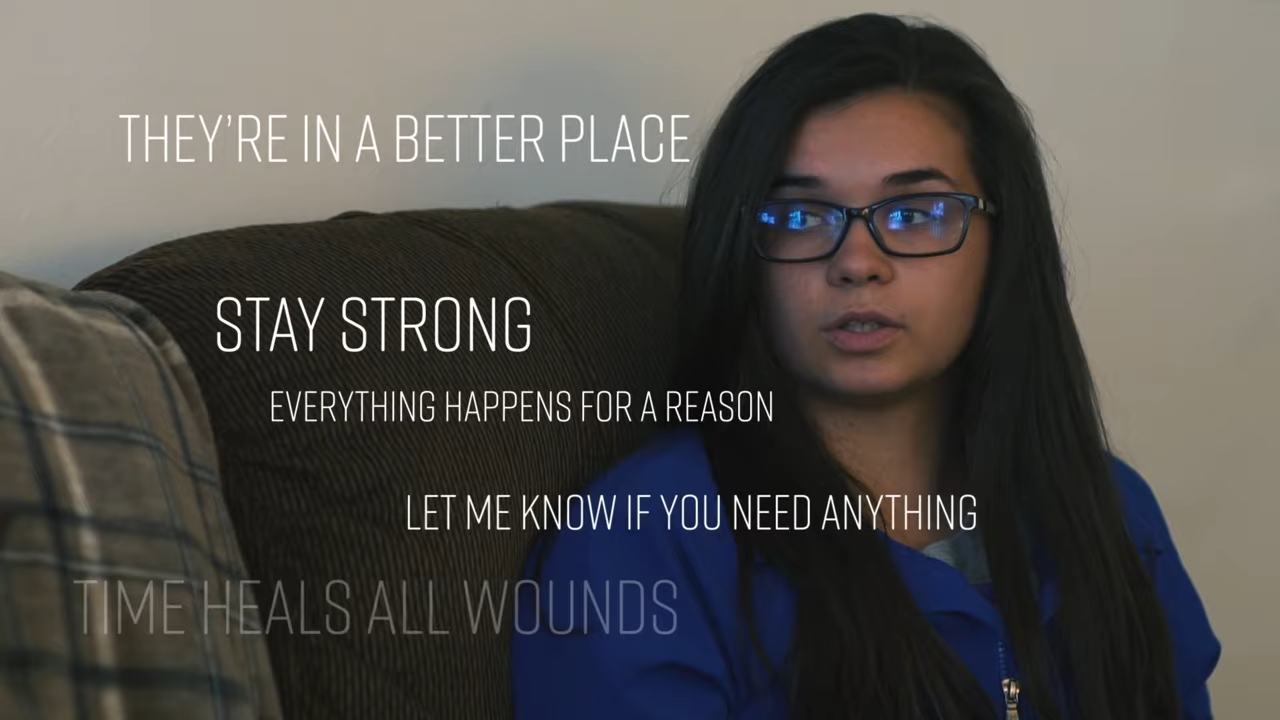 THEY'RE IN A BETTER PLACE
STAY STRONG
EVERYTHING HAPPENS FOR A REASON
LET ME KNOW IF YOU NEED ANYTHING
TIME HEALS ALL WOUNDS